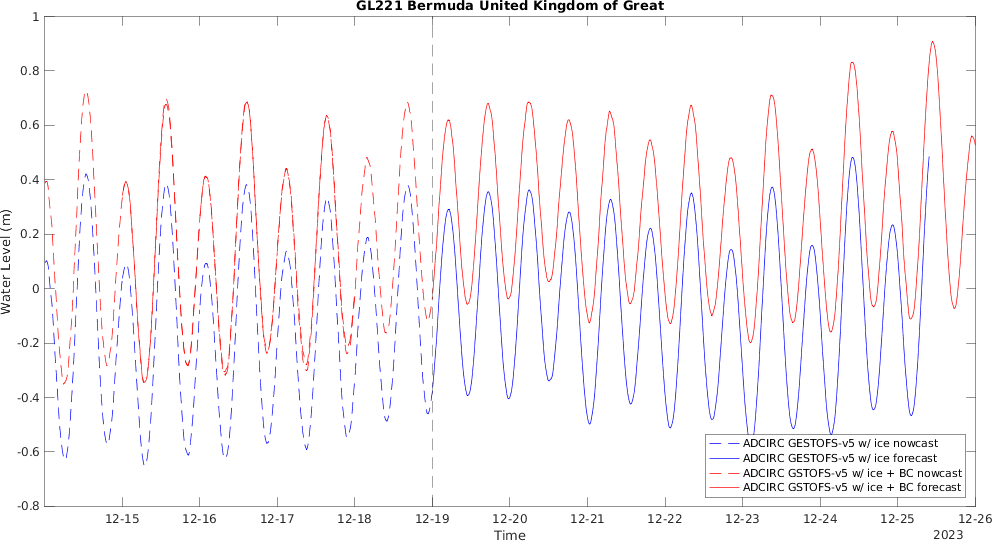 GL221 Bermuda United Kingdom of Great
Water Level (m)
1
0.8
0.6
0.4
0.2
0
-0.2
-0.4
-0.6
-0.8
ADCIRC GESTOFS-v5 w/ ice nowcast
ADCIRC GESTOFS-v5 w/ ice forecast
ADCIRC GSTOFS-v5 w/ ice + BC nowcast
ADCIRC GSTOFS-v5 w/ ice + BC forecast
12-15 12-16 12-17 12-18 12-19 12-20 12-21 12-22 12-23 12-24 12-25 12-26
Time
2023